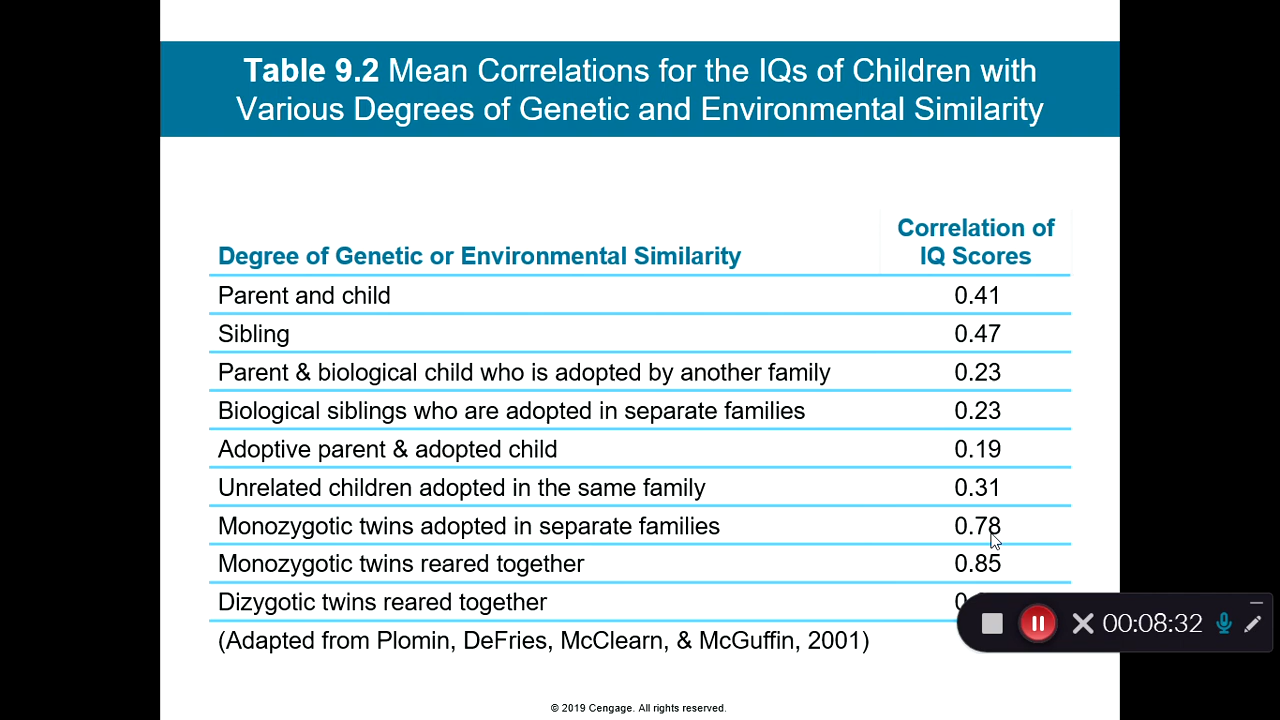 Table 9.2 Mean Correlations for the IQs of Children with
Various Degrees of Genetic and Environmental Similarity
Degree of Genetic or Environmental Similarity
Correlation of
IQ Scores
Parent and child 0.41
Sibling 0.47
Parent & biological child who is adopted by another family 0.23
Biological siblings who are adopted in separate families 0.23
Adoptive parent & adopted child 0.19
Unrelated children adopted in the same family 0.31
Monozygotic twins adopted in separate families 0.78
Monozygotic twins reared together 0.85
Dizygotic twins reared together
00:08:32
(Adapted from Plomin, DeFries, McClearn, & McGuffin, 2001)
© 2019 Cengage. All rights reserved.